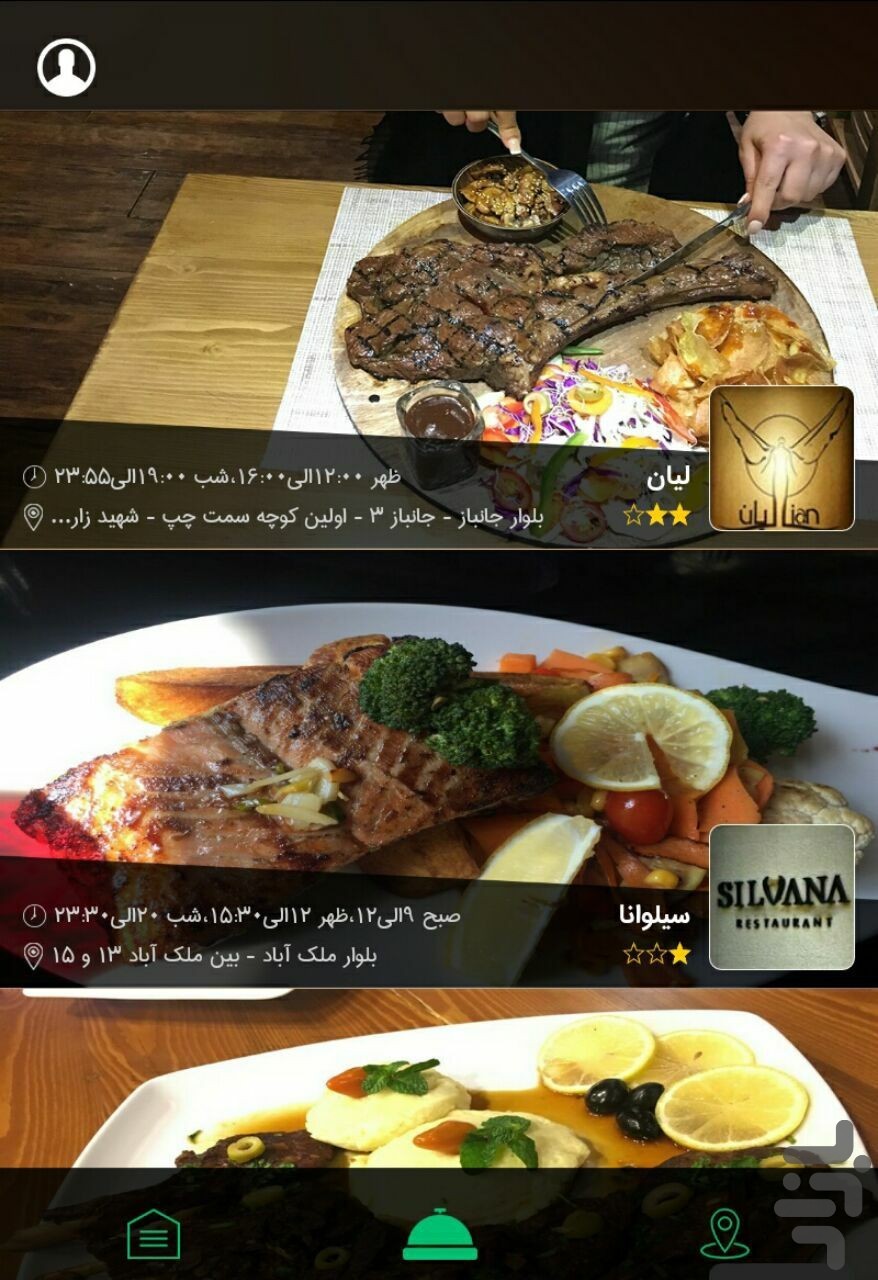 ليان Lian
لیان
ظهر ۱۲:۰۰الی۱۶:۰۰،شب ۱۹:۰۰الی۲۳:۵۵
بلوار جانباز - جانباز ۳ - اولین کوچه سمت چپ - شهید زار...
SILVANA
RESTAURANT
سیلوانا
صبح ۹الی۱۲،ظهر ۱۲الی۱۵:۳۰،شب ۲۰الی۲۳:۳۰
بلوار ملک آباد - بین ملک آباد ۱۳ و ۱۵
بازار